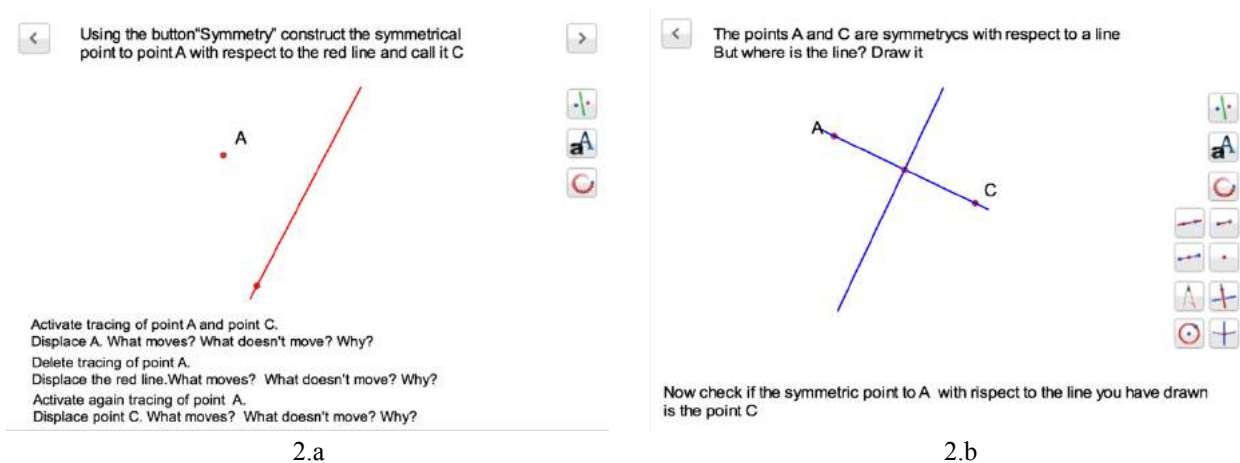 Using the button"Symmetry" construct the symmetrical
point to point A with respect to the red line and call it C
A
aA
Activate tracing of point A and point C.
Displace A. What moves? What doesn't move? Why?
Delete tracing of point A.
Displace the red line.What moves? What doesn't move? Why?
Activate again tracing of point A.
Displace point C. What moves? What doesn't move? Why?
2.a
The points A and C are symmetrycs with respect to a line
But where is the line? Draw it
A
C
aA
Now check if the symmetric point to A with rispect to the line you have drawn
is the point C
2.b